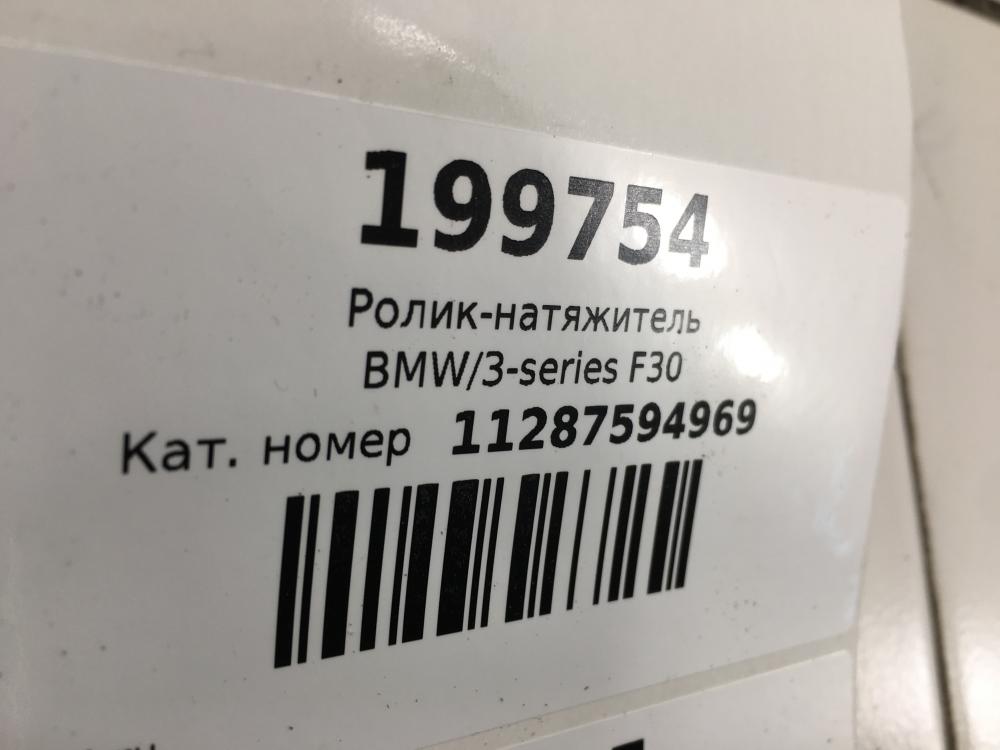 199754
Ролик-натяжитель
BMW/3-series F30
Кат. номер 11287594969